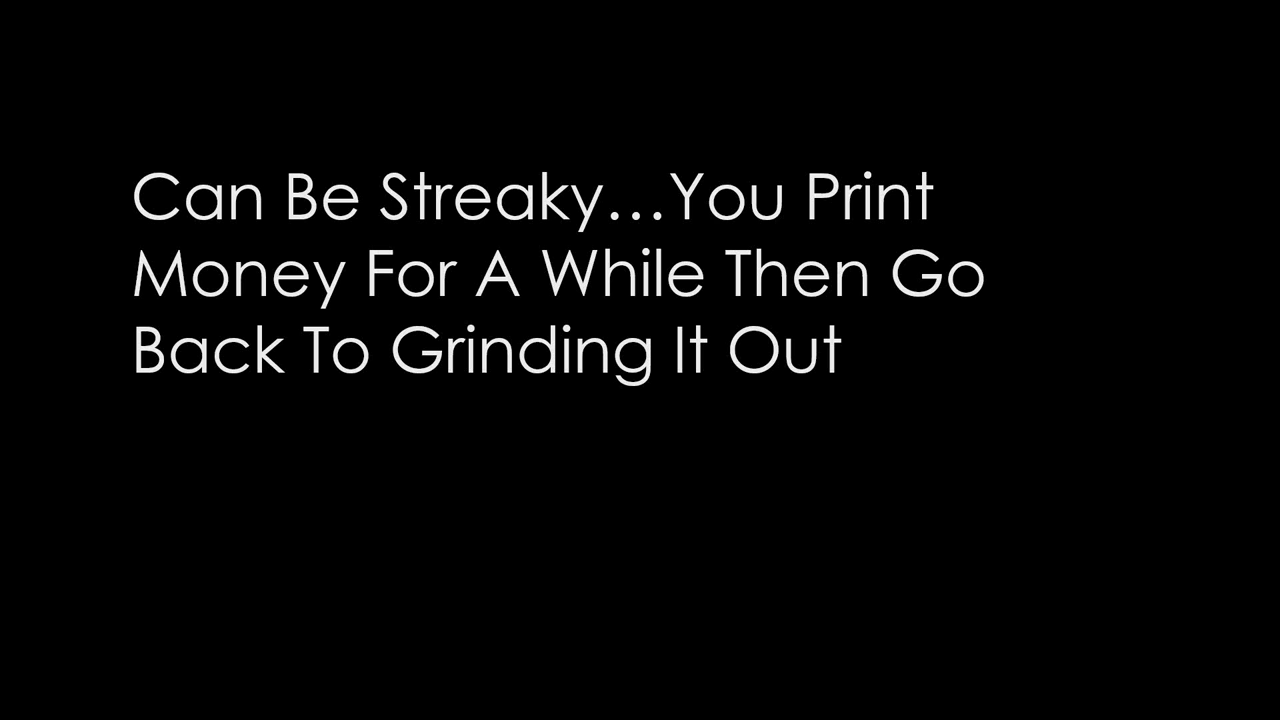 Can Be Streaky...You Print
Money For A While Then Go
Back To Grinding It Out